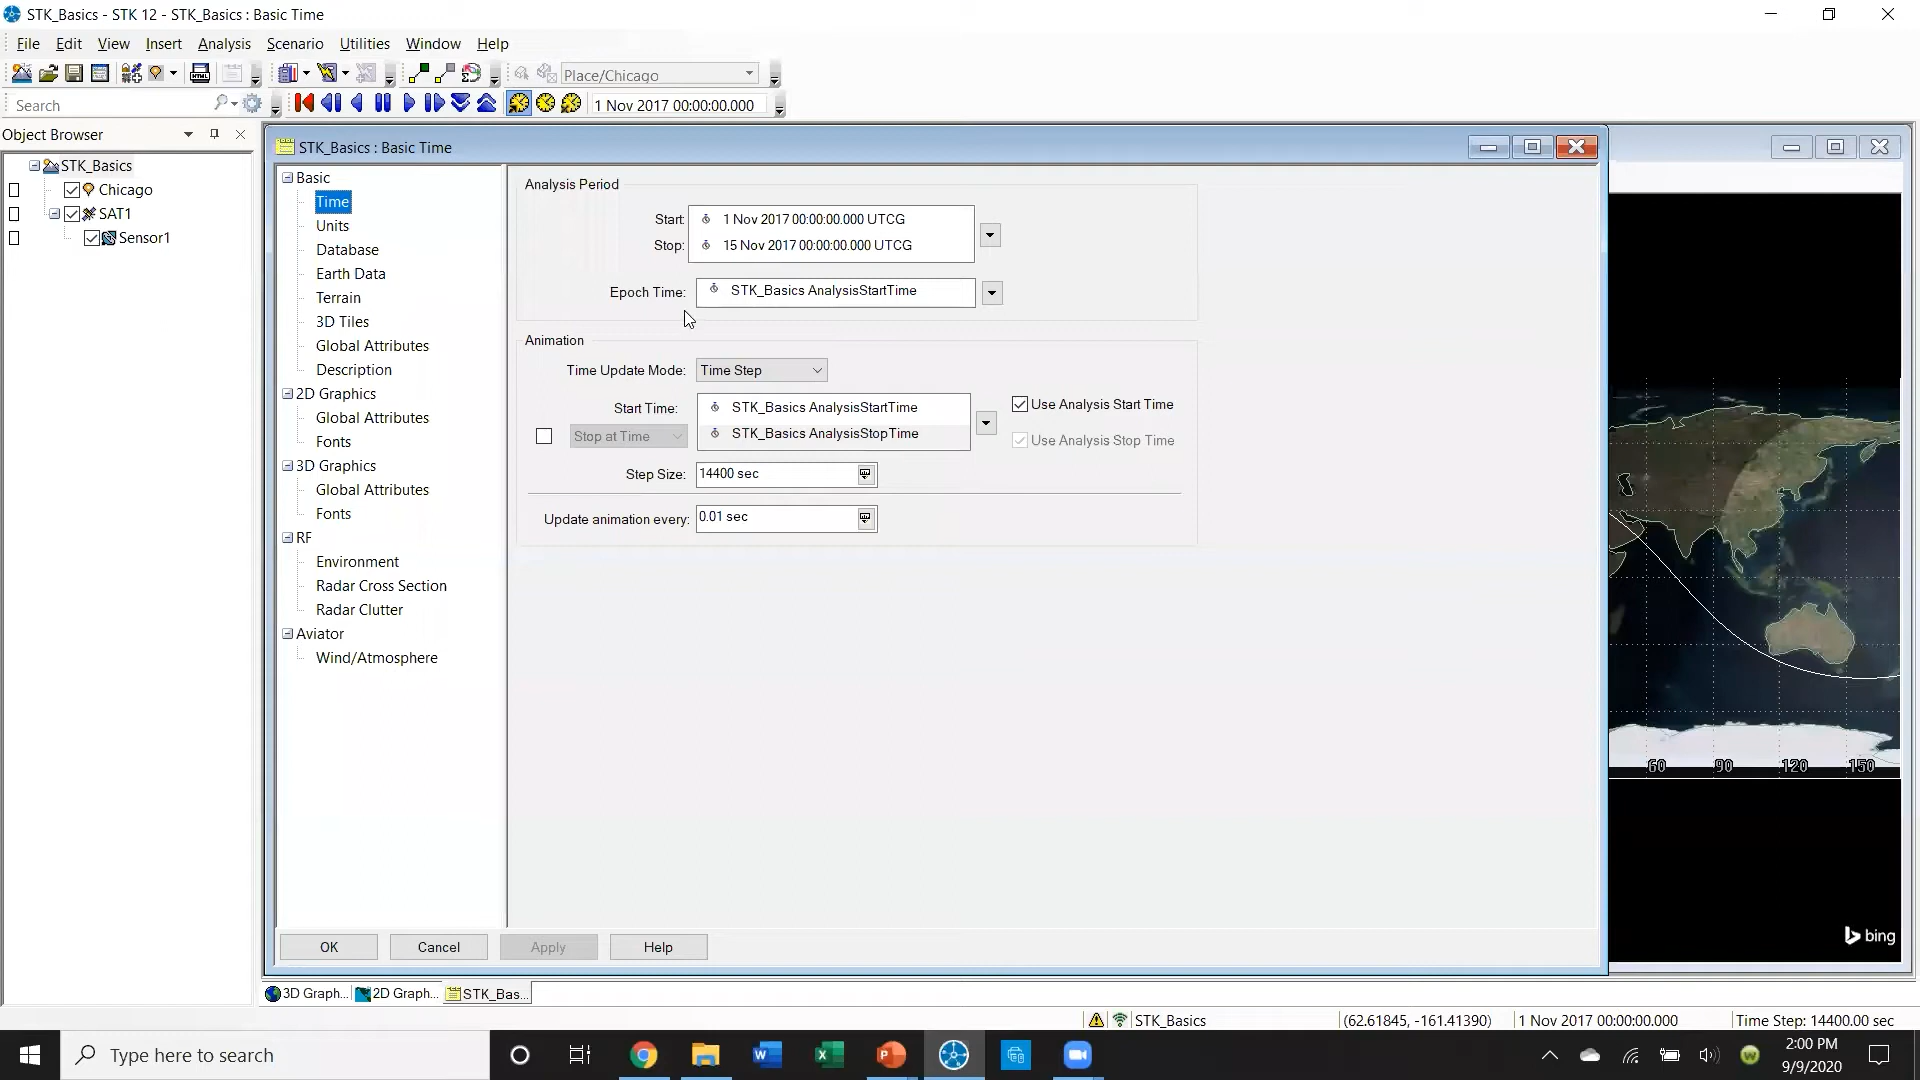 STK_Basics - STK 12 - STK_Basics : Basic Time
File Edit View Insert Analysis Scenario Utilities Window Help
Place/Chicago
Search
1 Nov 2017 00:00:00.000
Object Browser
STK_Basics
Chicago
SAT1
Sensor1
STK_Basics : Basic Time
Basic
Time
Units
Database
Earth Data
Terrain
3D Tiles
Global Attributes
Description
2D Graphics
Global Attributes
Fonts
3D Graphics
Global Attributes
Fonts
RF
Environment
Radar Cross Section
Radar Clutter
Aviator
Wind/Atmosphere
Analysis Period
Start: 1 Nov 2017 00:00:00.000 UTCG
Stop: 15 Nov 2017 00:00:00.000 UTCG
Epoch Time: STK_Basics AnalysisStartTime
Animation
Time Update Mode: Time Step
Start Time: STK_Basics AnalysisStartTime Use Analysis Start Time
Stop at Time STK_Basics AnalysisStopTime Use Analysis Stop Time
Step Size: 14400 sec
Update animation every: 0.01 sec
60 90 120 150
bing
OK Cancel Apply Help
3D Graph... 2D Graph... STK_Bas...
STK_Basics (62.61845, -161.41390) 1 Nov 2017 00:00:00.000 Time Step: 14400.00 sec
Type here to search
2:00 PM
9/9/2020